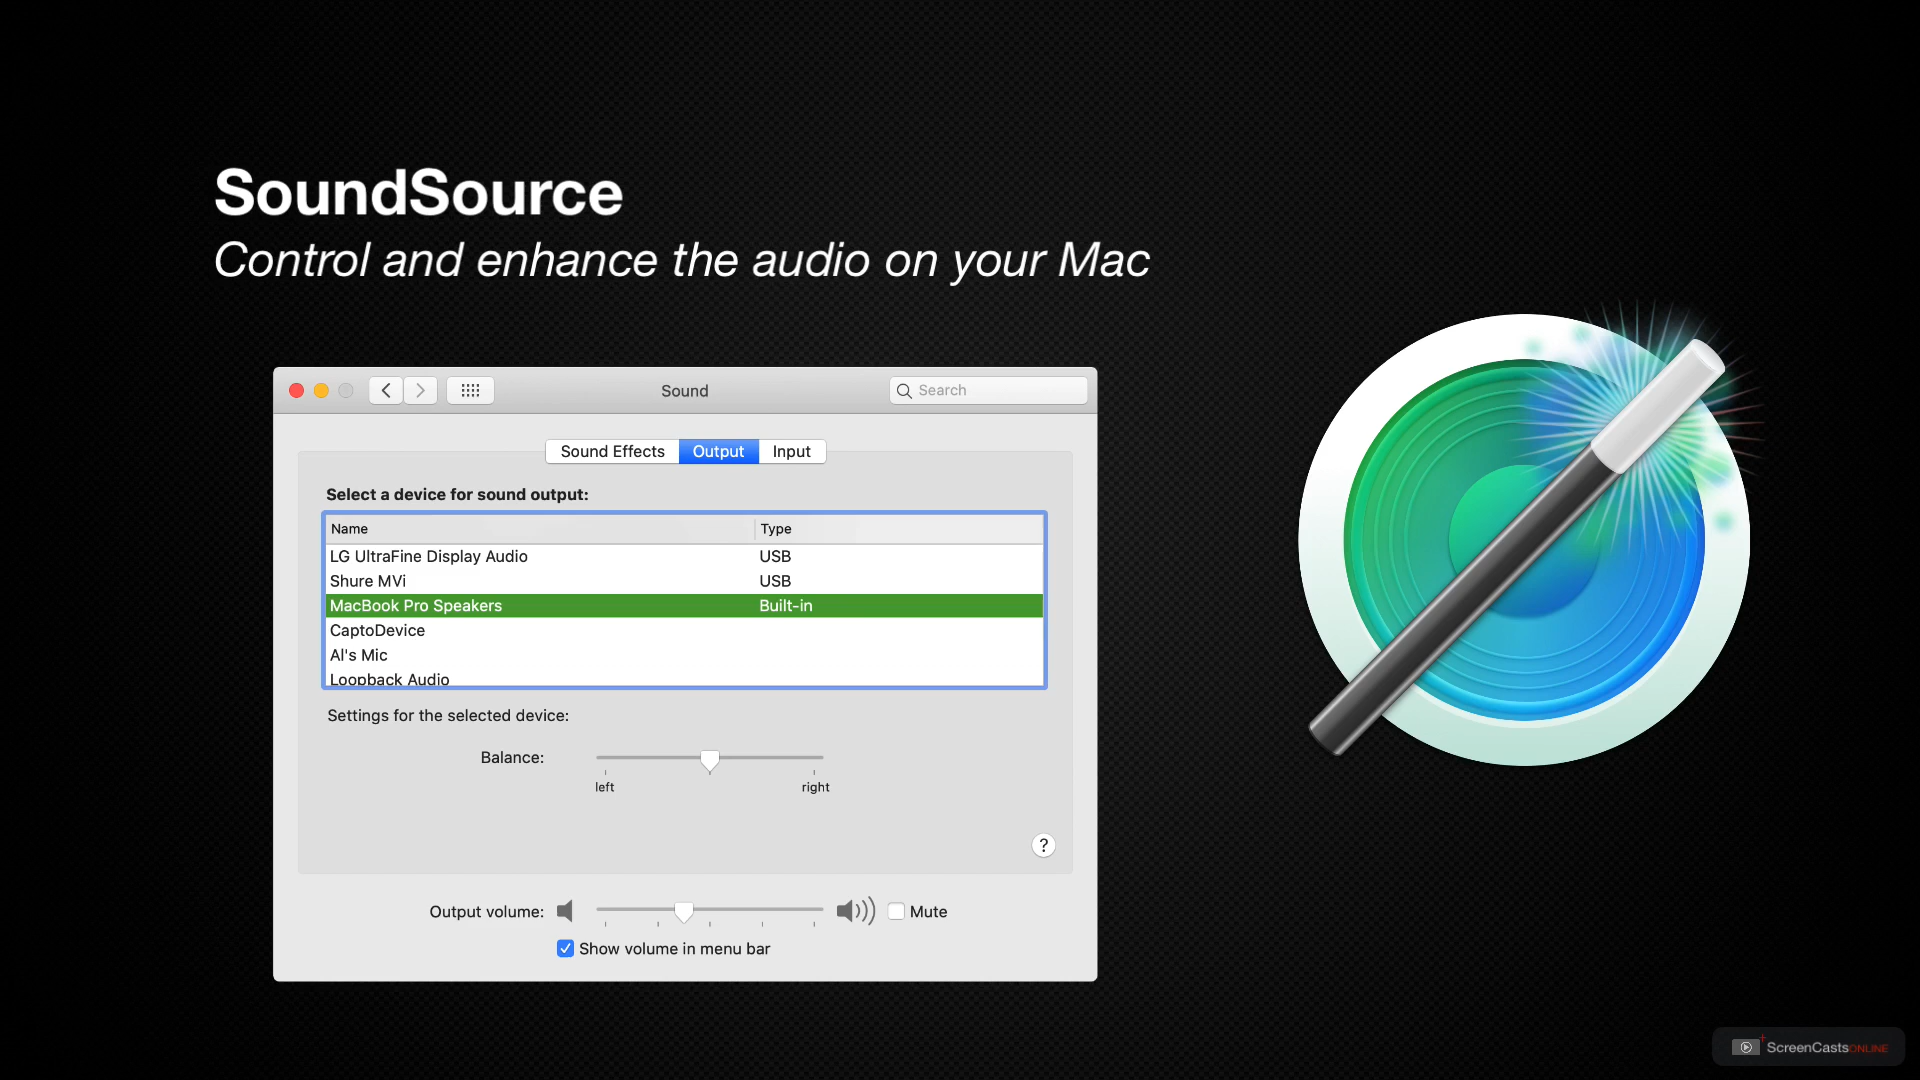 SoundSource
Control and enhance the audio on your Mac
Sound
Search
Sound Effects
Output
Input
Select a device for sound output:
Name Type
LG UltraFine Display Audio USB
Shure MVi USB
MacBook Pro Speakers Built-in
CaptoDevice
Al's Mic
Loopback Audio
Settings for the selected device:
Balance:
left right
?
Output volume: Mute
Show volume in menu bar
ScreenCastsONLINE